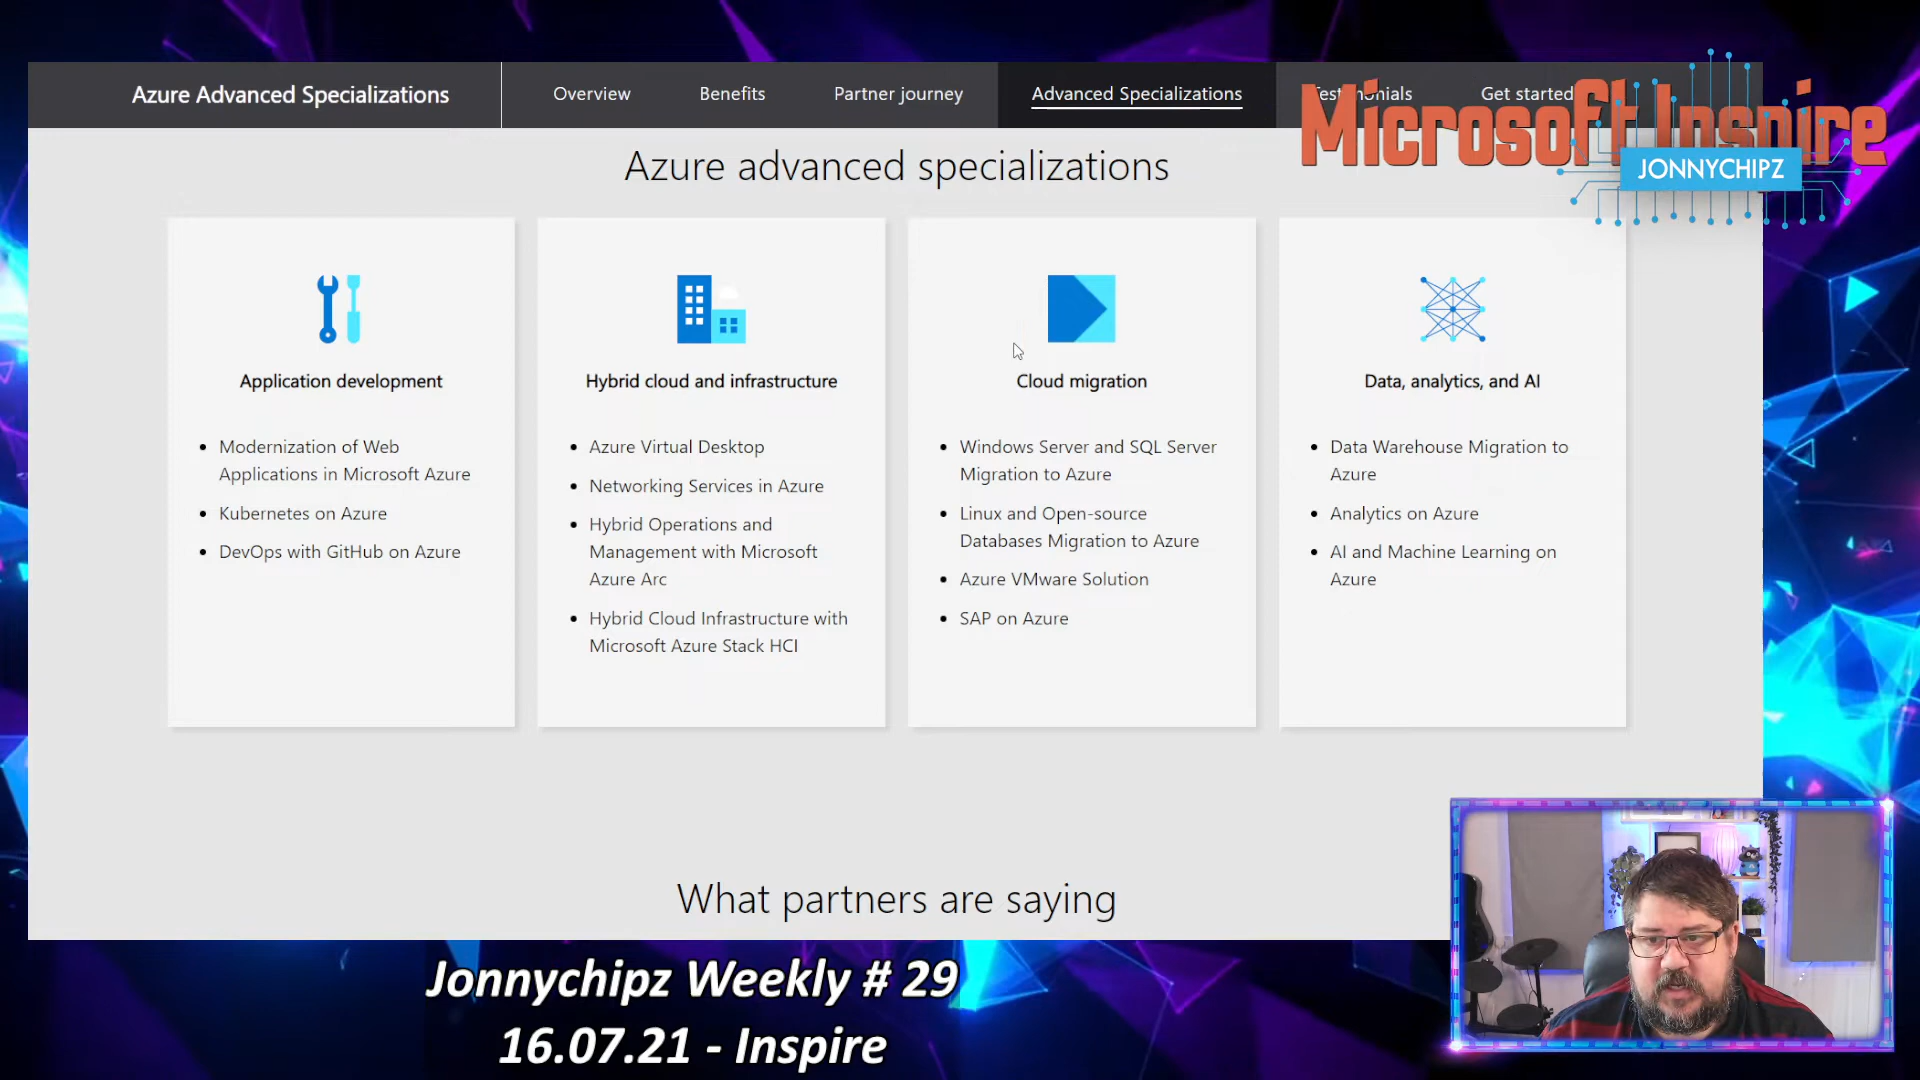 Azure Advanced Specializations
Overview
Benefits
Partner journey
Advanced Specializations
Testimonials
Get started
Microsoft Inspire
JONNYCHIPZ
Azure advanced specializations
Application development
Modernization of Web
Applications in Microsoft Azure
Kubernetes on Azure
DevOps with GitHub on Azure
Hybrid cloud and infrastructure
Azure Virtual Desktop
Networking Services in Azure
Hybrid Operations and
Management with Microsoft
Azure Arc
Hybrid Cloud Infrastructure with
Microsoft Azure Stack HCI
Cloud migration
Windows Server and SQL Server
Migration to Azure
Linux and Open-source
Databases Migration to Azure
Azure VMware Solution
SAP on Azure
Data, analytics, and AI
Data Warehouse Migration to
Azure
Analytics on Azure
AI and Machine Learning on
Azure
What partners are saying
Jonnychipz Weekly # 29
16.07.21 - Inspire